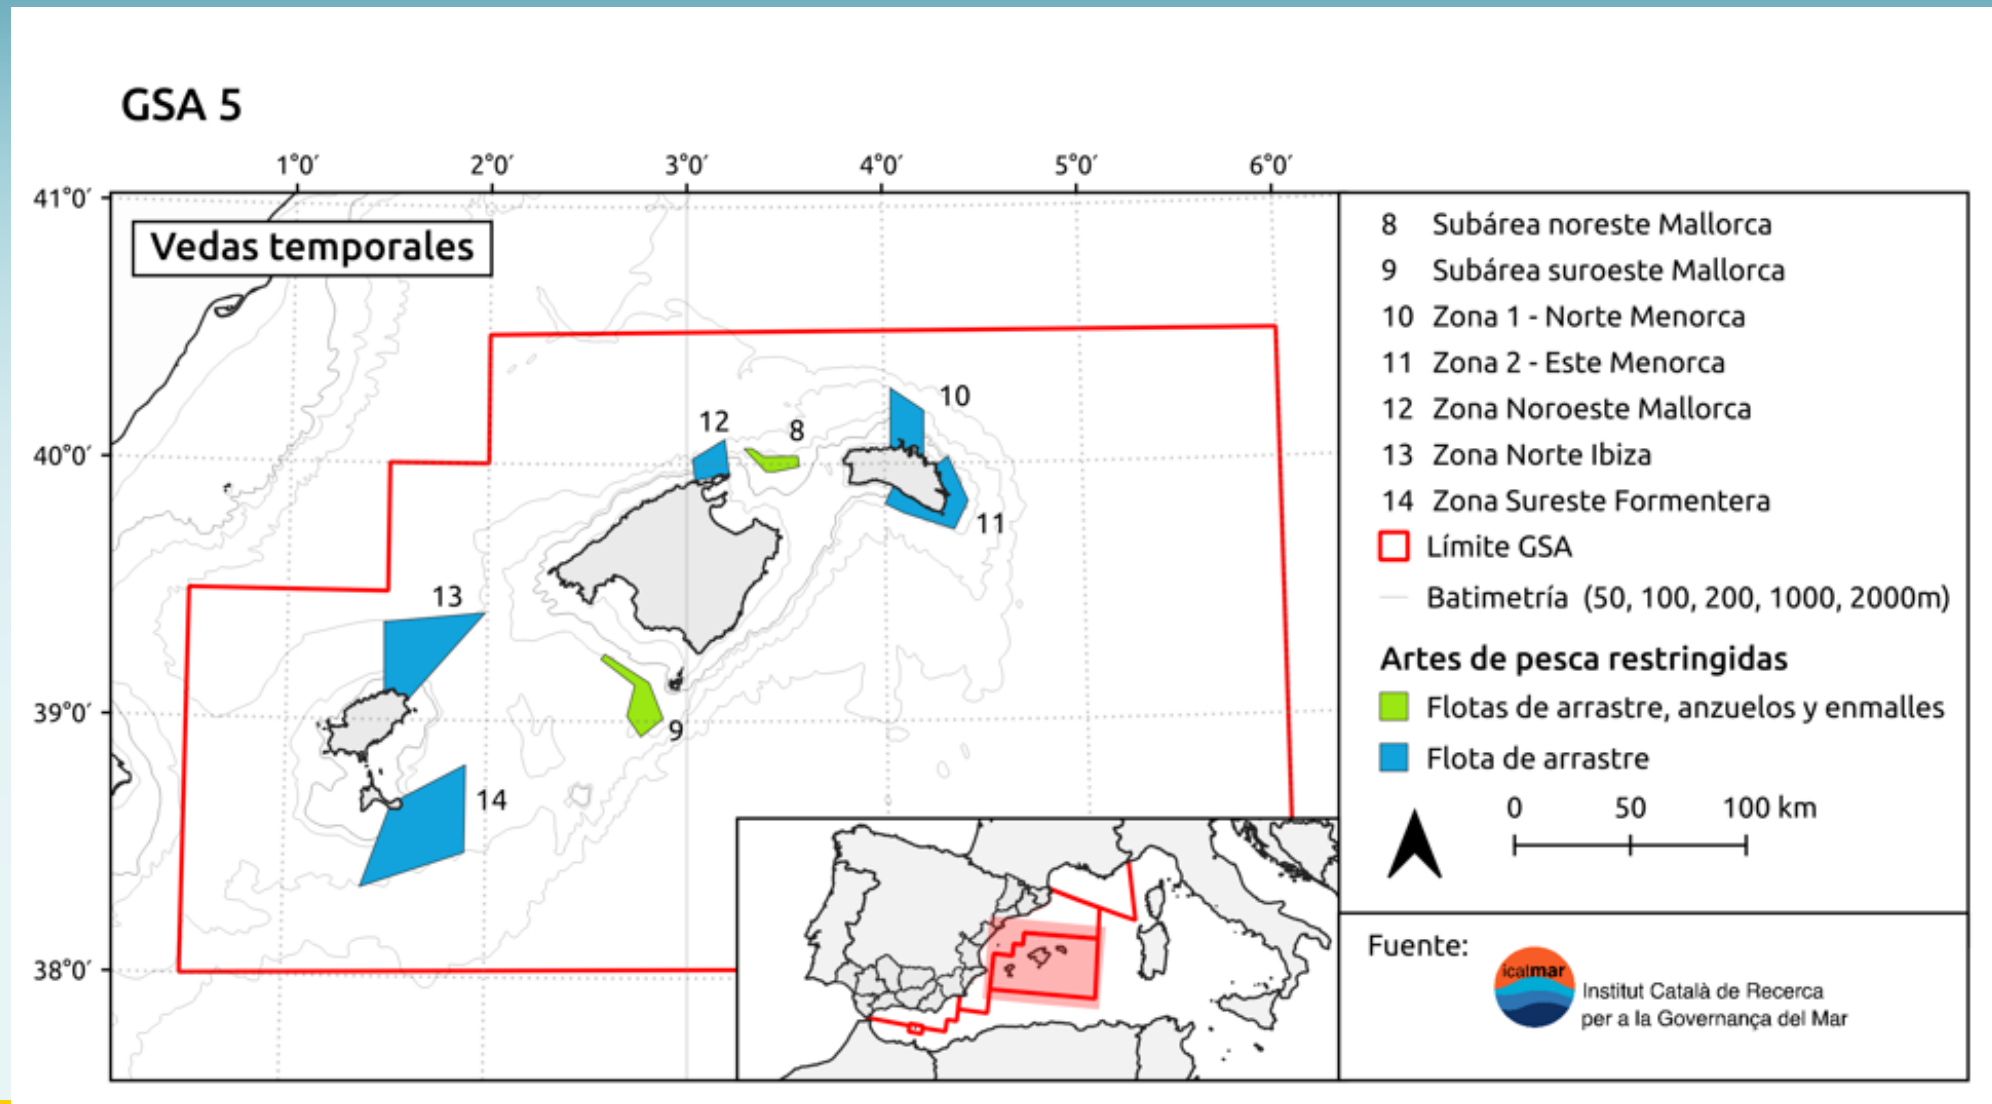 GSA 5
1°0′ 2°0′ 3°0′ 4°0′ 5°0′ 6°0′
41°0′
40°0′
39°0′
38°0′
Vedas temporales
10
12
8
11
13
9
14
8 Subárea noreste Mallorca
9 Subárea suroeste Mallorca
10 Zona 1 - Norte Menorca
11 Zona 2 - Este Menorca
12 Zona Noroeste Mallorca
13 Zona Norte Ibiza
14 Zona Sureste Formentera
Límite GSA
Batimetría (50, 100, 200, 1000, 2000m)
Artes de pesca restringidas
Flotas de arrastre, anzuelos y enmalles
Flota de arrastre
0 50 100 km
Fuente:
icatmar
Institut Català de Recerca
per a la Governança del Mar